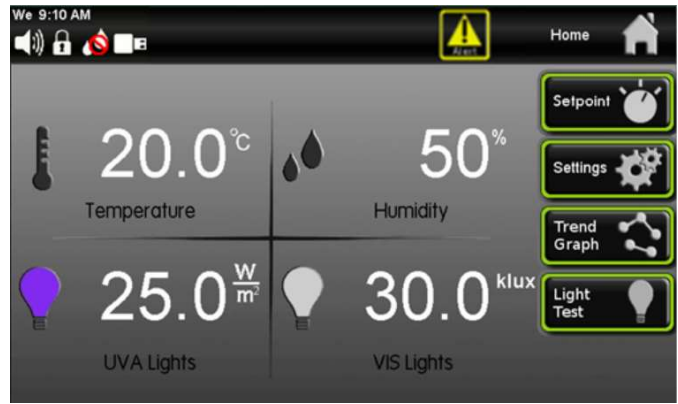 We 9:10 AM
Alert
Home
Setpoint
20.0°C
50%
Settings
Temperature
Humidity
Trend
Graph
25.0 W/m²
30.0 klux
Light
Test
UVA Lights
VIS Lights